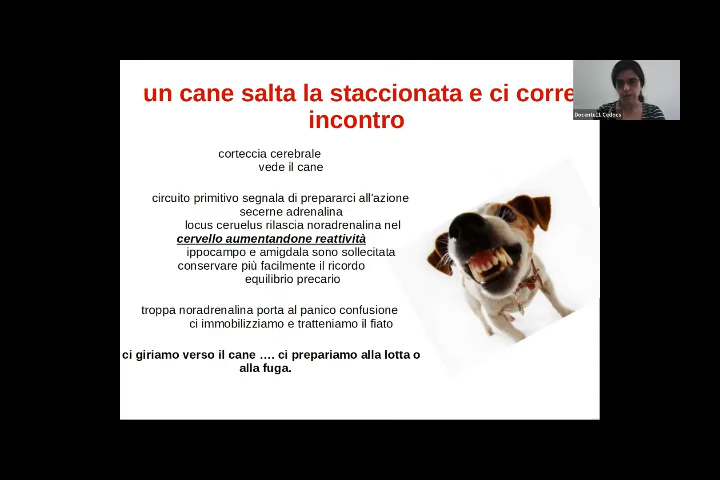 un cane salta la staccionata e ci corre
incontro
corteccia cerebrale
vede il cane
circuito primitivo segnala di prepararci all'azione
secerne adrenalina
locus ceruelus rilascia noradrenalina nel
cervello aumentandone reattività
ippocampo e amigdala sono sollecitata
conservare più facilmente il ricordo
equilibrio precario
troppa noradrenalina porta al panico confusione
ci immobilizziamo e tratteniamo il fiato
ci giriamo verso il cane .... ci prepariamo alla lotta o
alla fuga.
Docente11 Cedocs